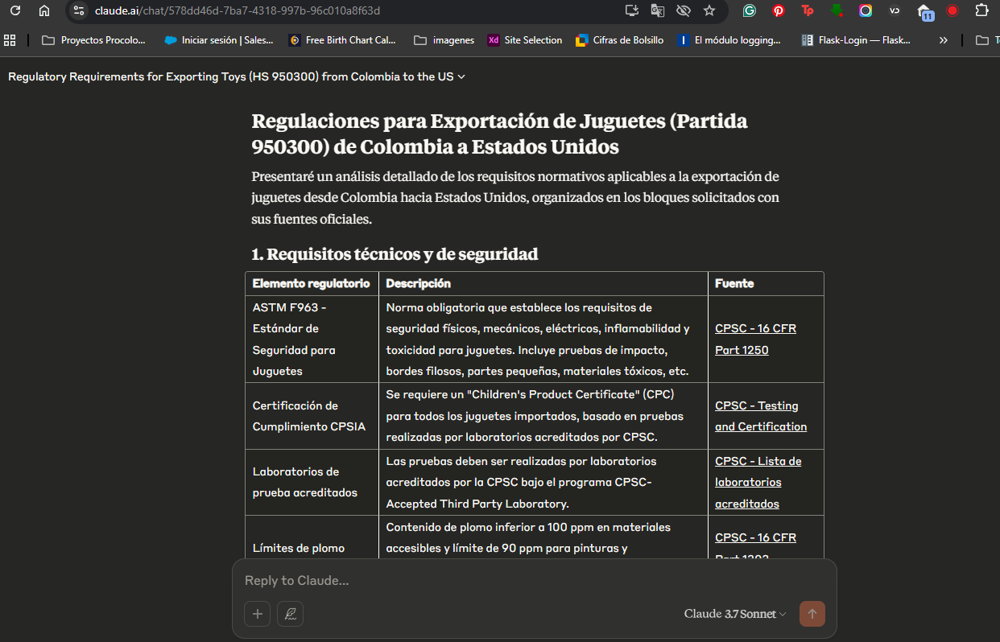 claude.ai/chat/578dd46d-7ba7-4318-997b-96c010a8f63d
Tp
VD
11
Proyectos Procolo...
Iniciar sesión | Sales...
Free Birth Chart Cal...
imagenes
Xd Site Selection
Cifras de Bolsillo
El módulo logging...
Flask-Login — Flask...
»
Regulatory Requirements for Exporting Toys (HS 950300) from Colombia to the US
Regulaciones para Exportación de Juguetes (Partida
950300) de Colombia a Estados Unidos
Presentaré un análisis detallado de los requisitos normativos aplicables a la exportación de
juguetes desde Colombia hacia Estados Unidos, organizados en los bloques solicitados con
sus fuentes oficiales.
1. Requisitos técnicos y de seguridad
Elemento regulatorio
Descripción
Fuente
ASTM F963 -
Estándar de
Seguridad para
Juguetes
Norma obligatoria que establece los requisitos de
seguridad físicos, mecánicos, eléctricos, inflamabilidad y
toxicidad para juguetes. Incluye pruebas de impacto,
bordes filosos, partes pequeñas, materiales tóxicos, etc.
CPSC - 16 CFR
Part 1250
Certificación de
Cumplimiento CPSIA
Se requiere un "Children's Product Certificate" (CPC)
para todos los juguetes importados, basado en pruebas
realizadas por laboratorios acreditados por CPSC.
CPSC - Testing
and Certification
Laboratorios de
prueba acreditados
Las pruebas deben ser realizadas por laboratorios
acreditados por la CPSC bajo el programa CPSC-
Accepted Third Party Laboratory.
CPSC - Lista de
laboratorios
acreditados
Límites de plomo
Contenido de plomo inferior a 100 ppm en materiales
accesibles y límite de 90 ppm para pinturas y
CPSC - 16 CFR
Part
Reply to Claude...
Claude 3.7 Sonnet